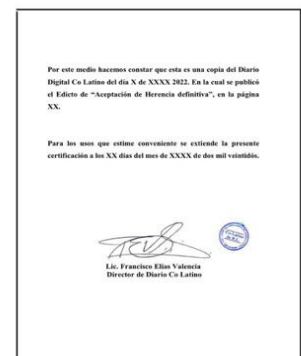 Por este medio hacemos constar que esta es una copia del Diario
Digital Co Latino del día X de XXXX 2022. En la cual se publicó
el Edicto de “Aceptación de Herencia definitiva”, en la página
XX.
Para los usos que estime conveniente se extiende la presente
certificación a los XX días del mes de XXXX de dos mil veintidós.
Lic. Francisco Elías Valencia
Director de Diario Co Latino